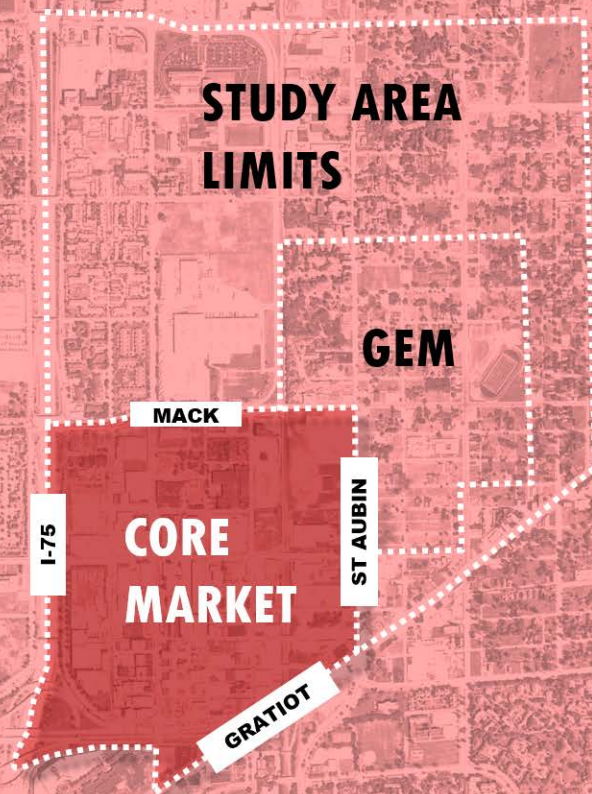 STUDY AREA
LIMITS
GEM
MACK
I-75
CORE
MARKET
ST AUBIN
GRATIOT